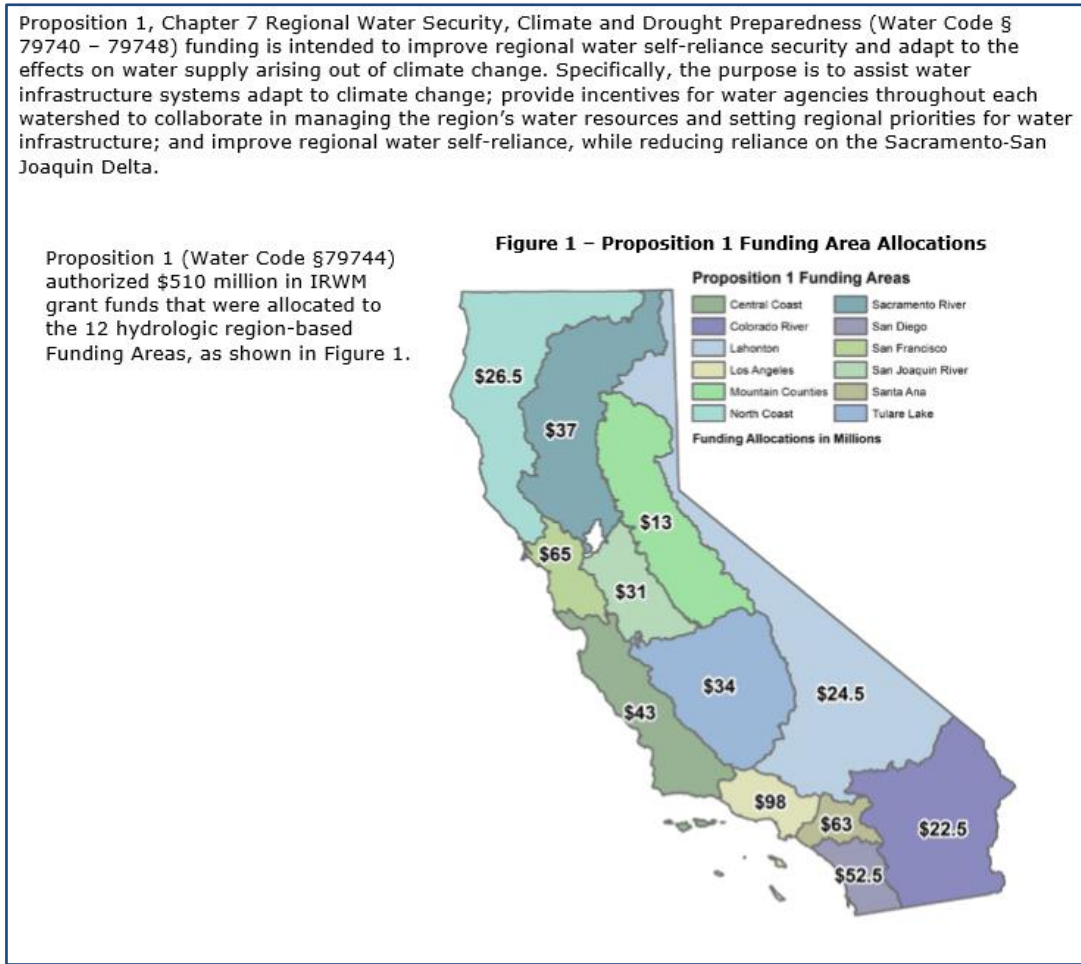 Proposition 1, Chapter 7 Regional Water Security, Climate and Drought Preparedness (Water Code §
79740 – 79748) funding is intended to improve regional water self-reliance security and adapt to the
effects on water supply arising out of climate change. Specifically, the purpose is to assist water
infrastructure systems adapt to climate change; provide incentives for water agencies throughout each
watershed to collaborate in managing the region's water resources and setting regional priorities for water
infrastructure; and improve regional water self-reliance, while reducing reliance on the Sacramento-San
Joaquin Delta.
Proposition 1 (Water Code §79744)
authorized $510 million in IRWM
grant funds that were allocated to
the 12 hydrologic region-based
Funding Areas, as shown in Figure 1.
Figure 1 – Proposition 1 Funding Area Allocations
Proposition 1 Funding Areas
Central Coast
Colorado River
Lahonton
Los Angeles
Mountain Counties
North Coast
Sacramento River
San Diego
San Francisco
San Joaquin River
Santa Ana
Tulare Lake
Funding Allocations in Millions
$26.5
$37
$13
$65
$31
$34
$24.5
$43
$98
$63
$22.5
$52.5